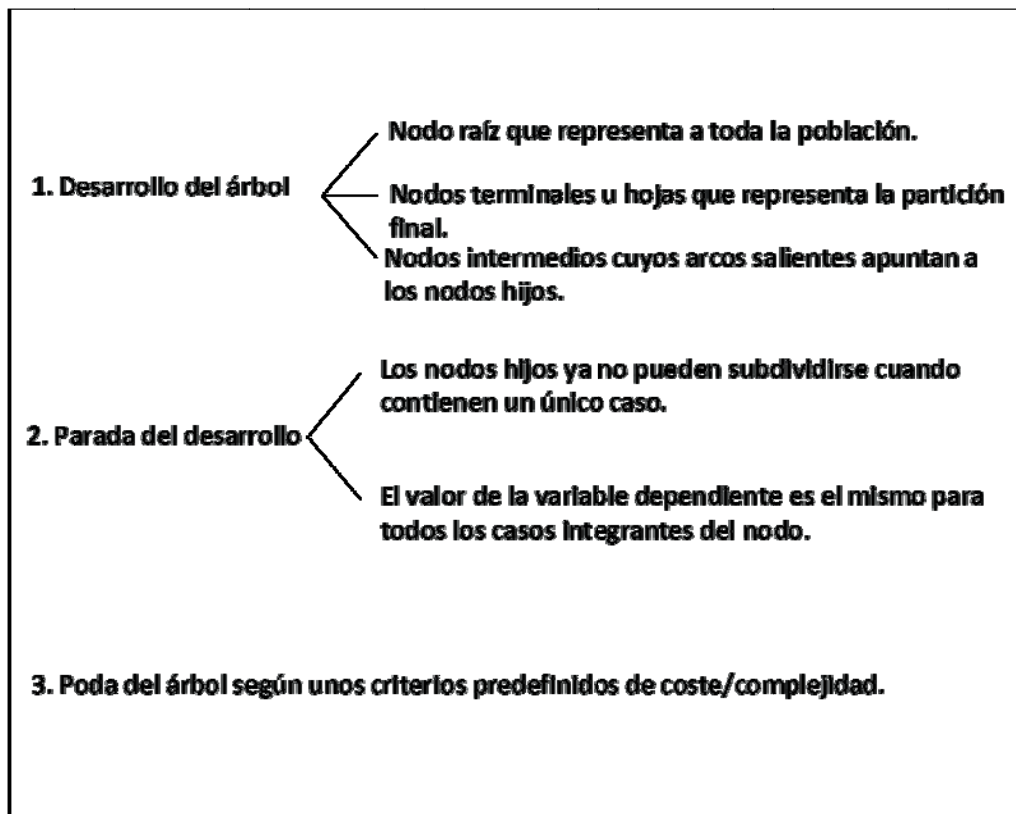 Nodo raíz que representa a toda la población.
1. Desarrollo del árbol
Nodos terminales u hojas que representa la partición
final.
Nodos intermedios cuyos arcos salientes apuntan a
los nodos hijos.
Los nodos hijos ya no pueden subdividirse cuando
contienen un único caso.
2. Parada del desarrollo
El valor de la variable dependiente es el mismo para
todos los casos integrantes del nodo.
3. Poda del árbol según unos criterios predefinidos de coste/complejidad.